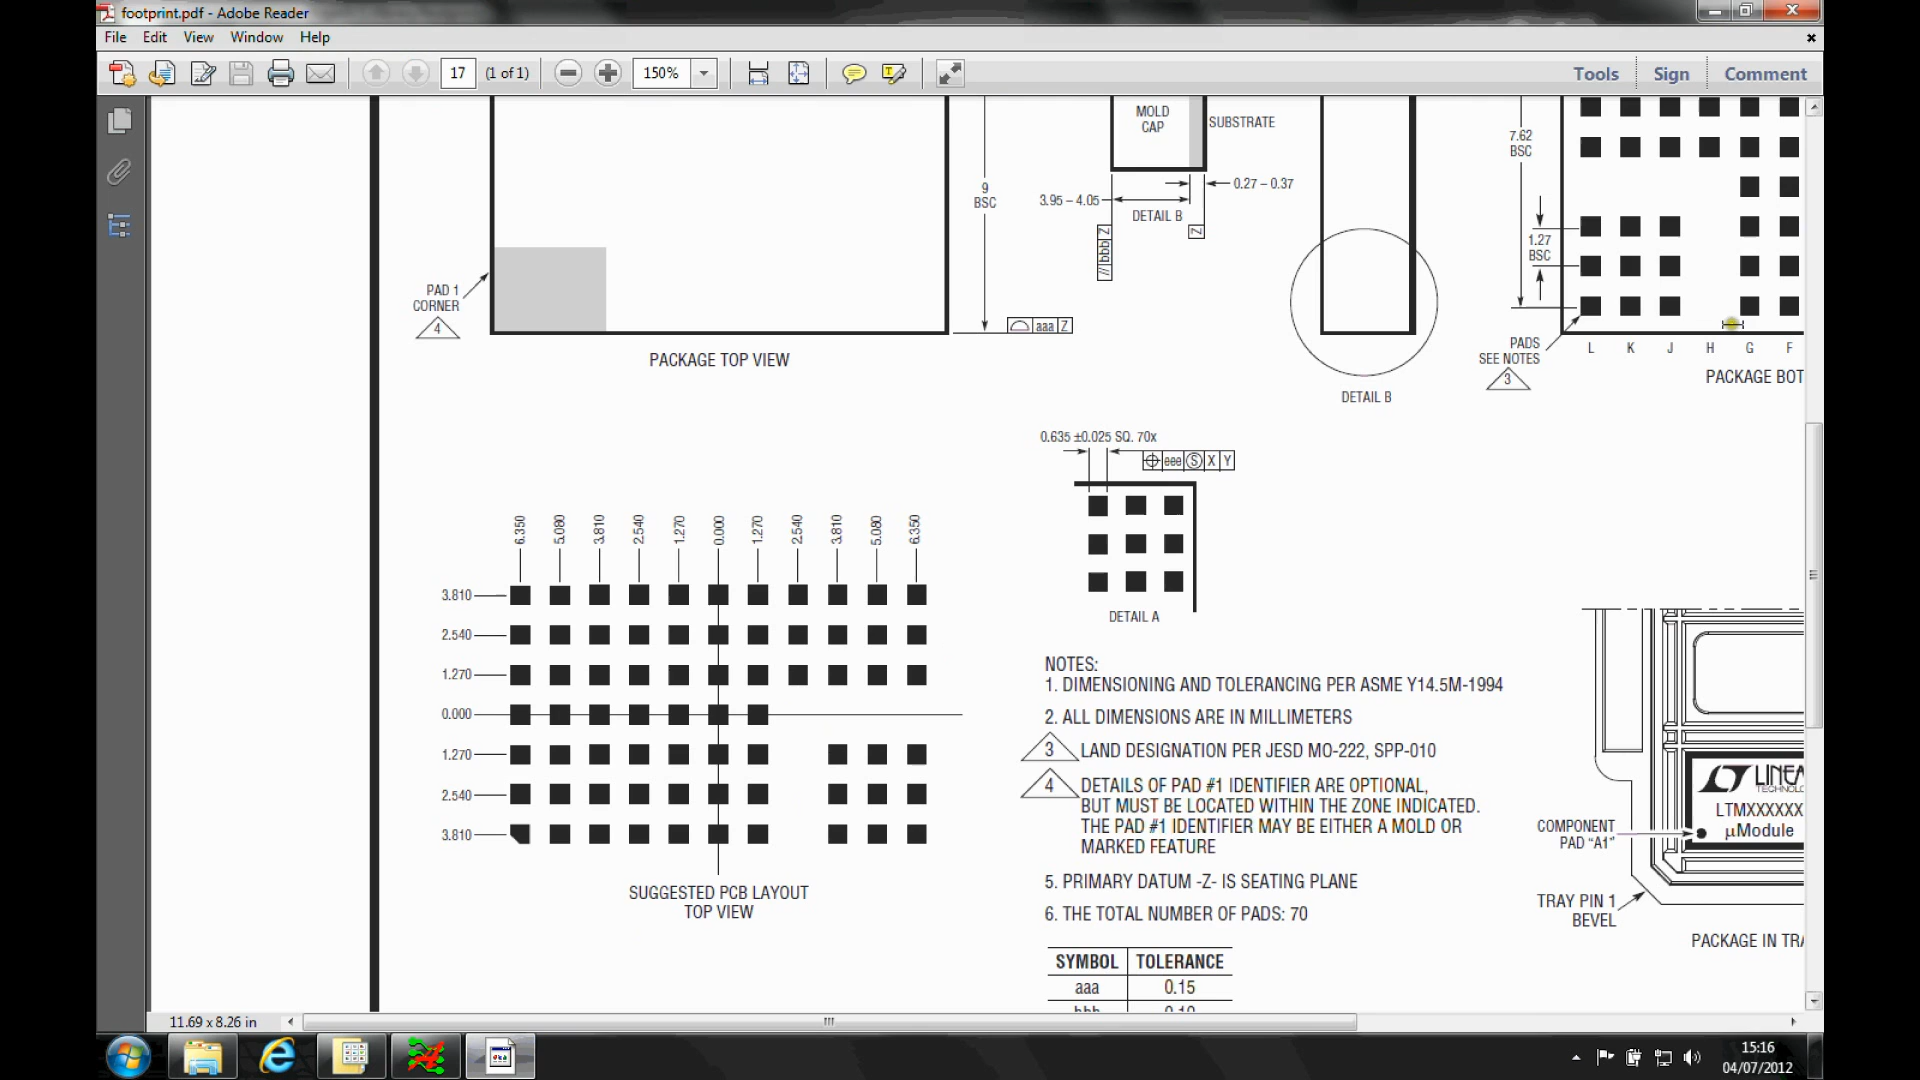 footprint.pdf - Adobe Reader
File Edit View Window Help
17 (1 of 1) 150% Tools Sign Comment
MOLD
CAP
SUBSTRATE
7.62
BSC
9
BSC
0.27 – 0.37
3.95 – 4.05
DETAIL B
// bbb Z
Z
1.27
BSC
PAD 1
CORNER
4
aaa Z
PACKAGE TOP VIEW
DETAIL B
PADS
SEE NOTES
3
L K J H G F
PACKAGE BOT
0.635 ±0.025 SQ. 70x
eee S X Y
DETAIL A
6.350 5.080 3.810 2.540 1.270 0.000 1.270 2.540 3.810 5.080 6.350
3.810
2.540
1.270
0.000
1.270
2.540
3.810
SUGGESTED PCB LAYOUT
TOP VIEW
NOTES:
1. DIMENSIONING AND TOLERANCING PER ASME Y14.5M-1994
2. ALL DIMENSIONS ARE IN MILLIMETERS
3 LAND DESIGNATION PER JESD MO-222, SPP-010
4 DETAILS OF PAD #1 IDENTIFIER ARE OPTIONAL,
BUT MUST BE LOCATED WITHIN THE ZONE INDICATED.
THE PAD #1 IDENTIFIER MAY BE EITHER A MOLD OR
MARKED FEATURE
5. PRIMARY DATUM -Z- IS SEATING PLANE
6. THE TOTAL NUMBER OF PADS: 70
SYMBOL TOLERANCE
aaa 0.15
LINEA
TECHNOLO
LTMXXXXXX
µModule
COMPONENT
PAD “A1”
TRAY PIN 1
BEVEL
PACKAGE IN TRA
11.69 x 8.26 in
15:16
04/07/2012